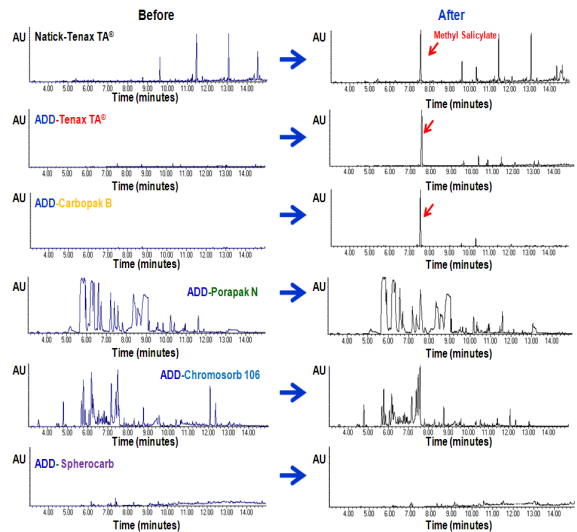 Before After
AU Natick-Tenax TA® AU Methyl Salicylate
4.00 5.00 6.00 7.00 8.00 9.00 10.00 11.00 12.00 13.00 14.00 4.00 5.00 6.00 7.00 8.00 9.00 10.00 11.00 12.00 13.00 14.00
Time (minutes) Time (minutes)
AU ADD-Tenax TA® AU
4.00 5.00 6.00 7.00 8.00 9.00 10.00 11.00 12.00 13.00 14.00 4.00 5.00 6.00 7.00 8.00 9.00 10.00 11.00 12.00 13.00 14.00
Time (minutes) Time (minutes)
AU ADD-Carbopak B AU
4.00 5.00 6.00 7.00 8.00 9.00 10.00 11.00 12.00 13.00 14.00 4.00 5.00 6.00 7.00 8.00 9.00 10.00 11.00 12.00 13.00 14.00
Time (minutes) Time (minutes)
AU ADD-Porapak N AU
4.00 5.00 6.00 7.00 8.00 9.00 10.00 11.00 12.00 13.00 14.00 4.00 5.00 6.00 7.00 8.00 9.00 10.00 11.00 12.00 13.00 14.00
Time (minutes) Time (minutes)
AU ADD-Chromosorb 106 AU
4.00 5.00 6.00 7.00 8.00 9.00 10.00 11.00 12.00 13.00 14.00 4.00 5.00 6.00 7.00 8.00 9.00 10.00 11.00 12.00 13.00 14.00
Time (minutes) Time (minutes)
AU ADD- Spherocarb AU
4.00 5.00 6.00 7.00 8.00 9.00 10.00 11.00 12.00 13.00 14.00 4.00 5.00 6.00 7.00 8.00 9.00 10.00 11.00 12.00 13.00 14.00
Time (minutes) Time (minutes)